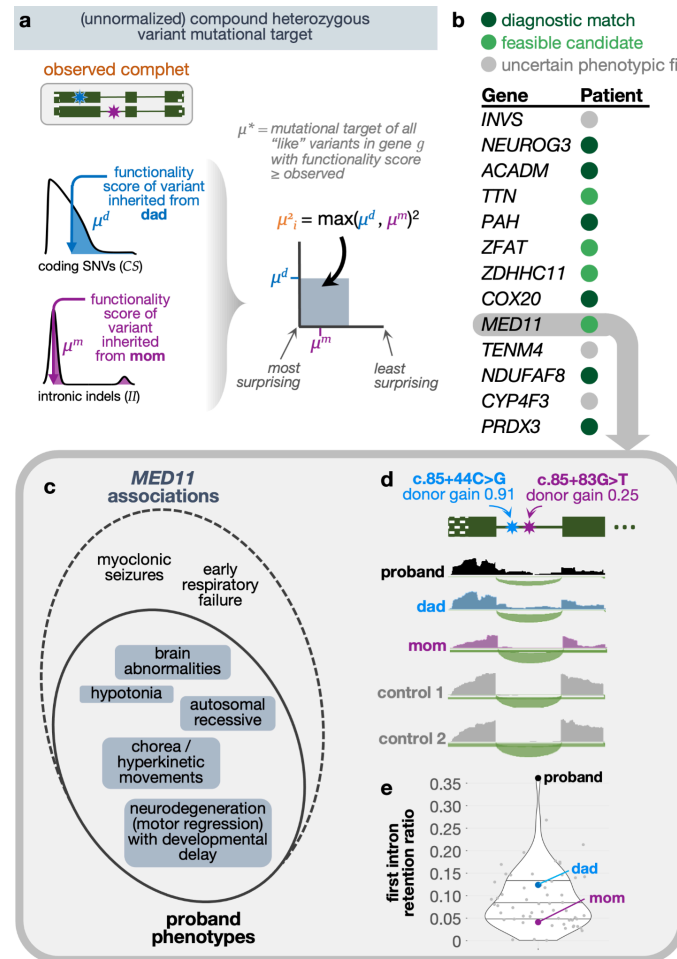 a
(unnormalized) compound heterozygous
variant mutational target
observed comphet
functionality
score of variant
inherited from
dad
μᵈ
coding SNVs (CS)
functionality
score of
variant
inherited
from mom
μᵐ
intronic indels (II)
μ* = mutational target of all
"like" variants in gene g
with functionality score
≥ observed
μ²ᵢ = max(μᵈ, μᵐ)²
μᵈ
μᵐ
most
surprising
least
surprising
b
diagnostic match
feasible candidate
uncertain phenotypic fi
Gene Patient
INVS
NEUROG3
ACADM
TTN
PAH
ZFAT
ZDHHC11
COX20
MED11
TENM4
NDUFAF8
CYP4F3
PRDX3
c
MED11
associations
myoclonic
seizures
early
respiratory
failure
brain
abnormalities
hypotonia
autosomal
recessive
chorea /
hyperkinetic
movements
neurodegeneration
(motor regression)
with developmental
delay
proband
phenotypes
d
c.85+44C>G
donor gain 0.91
c.85+83G>T
donor gain 0.25
proband
dad
mom
control 1
control 2
e
first intron
retention ratio
0.35
0.30
0.25
0.20
0.15
0.10
0.05
0
proband
dad
mom